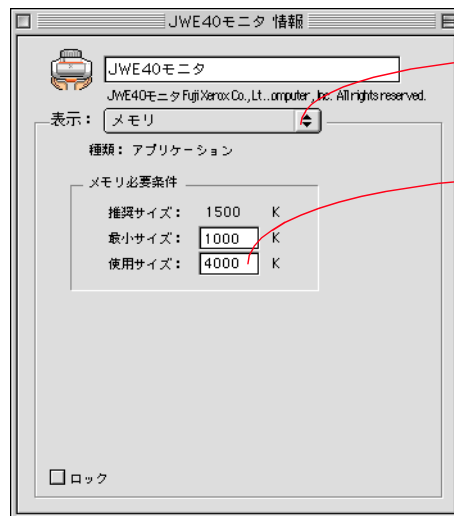 JWE40モニタ 情報
JWE40モニタ
JWE40モニタ Fuji Xerox Co., Lt...omputer, Inc. All rights reserved.
表示： メモリ
種類： アプリケーション
メモリ必要条件
推奨サイズ： 1500 K
最小サイズ： 1000 K
使用サイズ： 4000 K
ロック